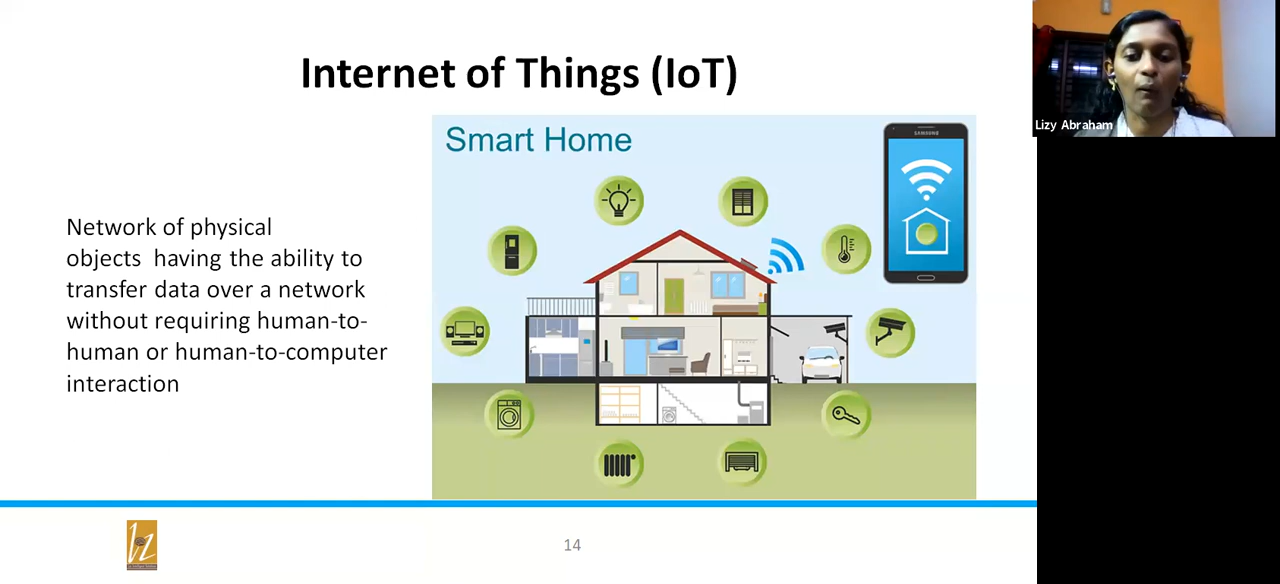 Internet of Things (IoT)
Lizy Abraham
Smart Home
SAMSUNG
Network of physical
objects  having the ability to
transfer data over a network
without requiring human-to-
human or human-to-computer
interaction
14